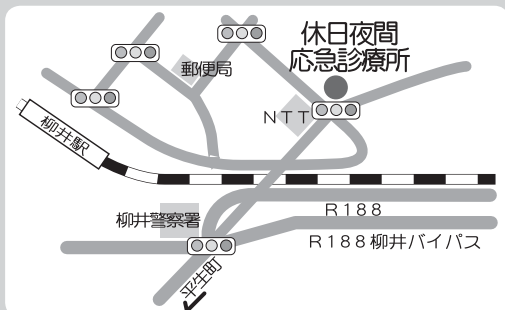 休日夜間
応急診療所
郵便局
ＮＴＴ
柳井駅
柳井警察署
Ｒ１８８
Ｒ１８８柳井バイパス
平生町